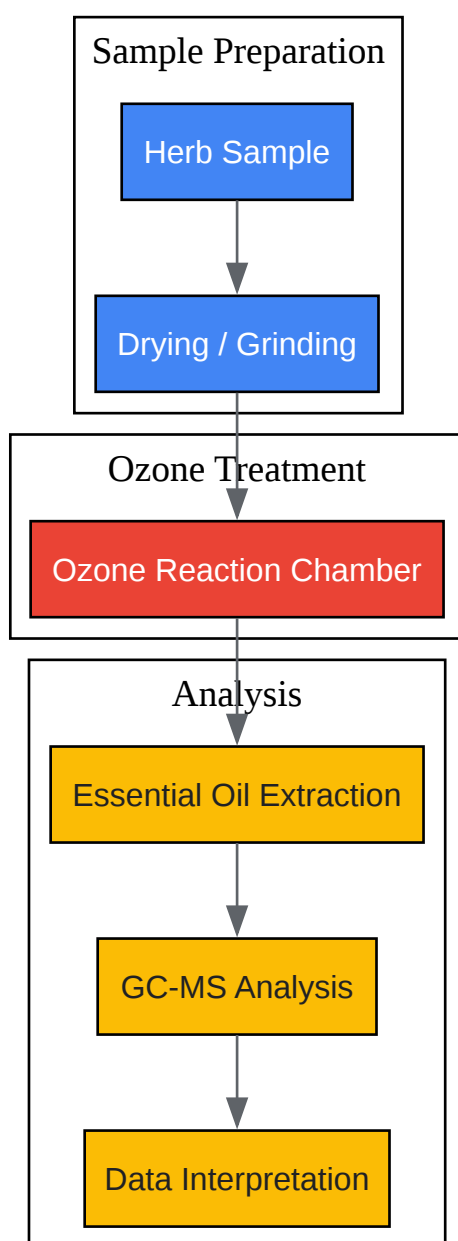 Sample Preparation
Herb Sample
Drying / Grinding
Ozone Treatment
Ozone Reaction Chamber
Analysis
Essential Oil Extraction
GC-MS Analysis
Data Interpretation